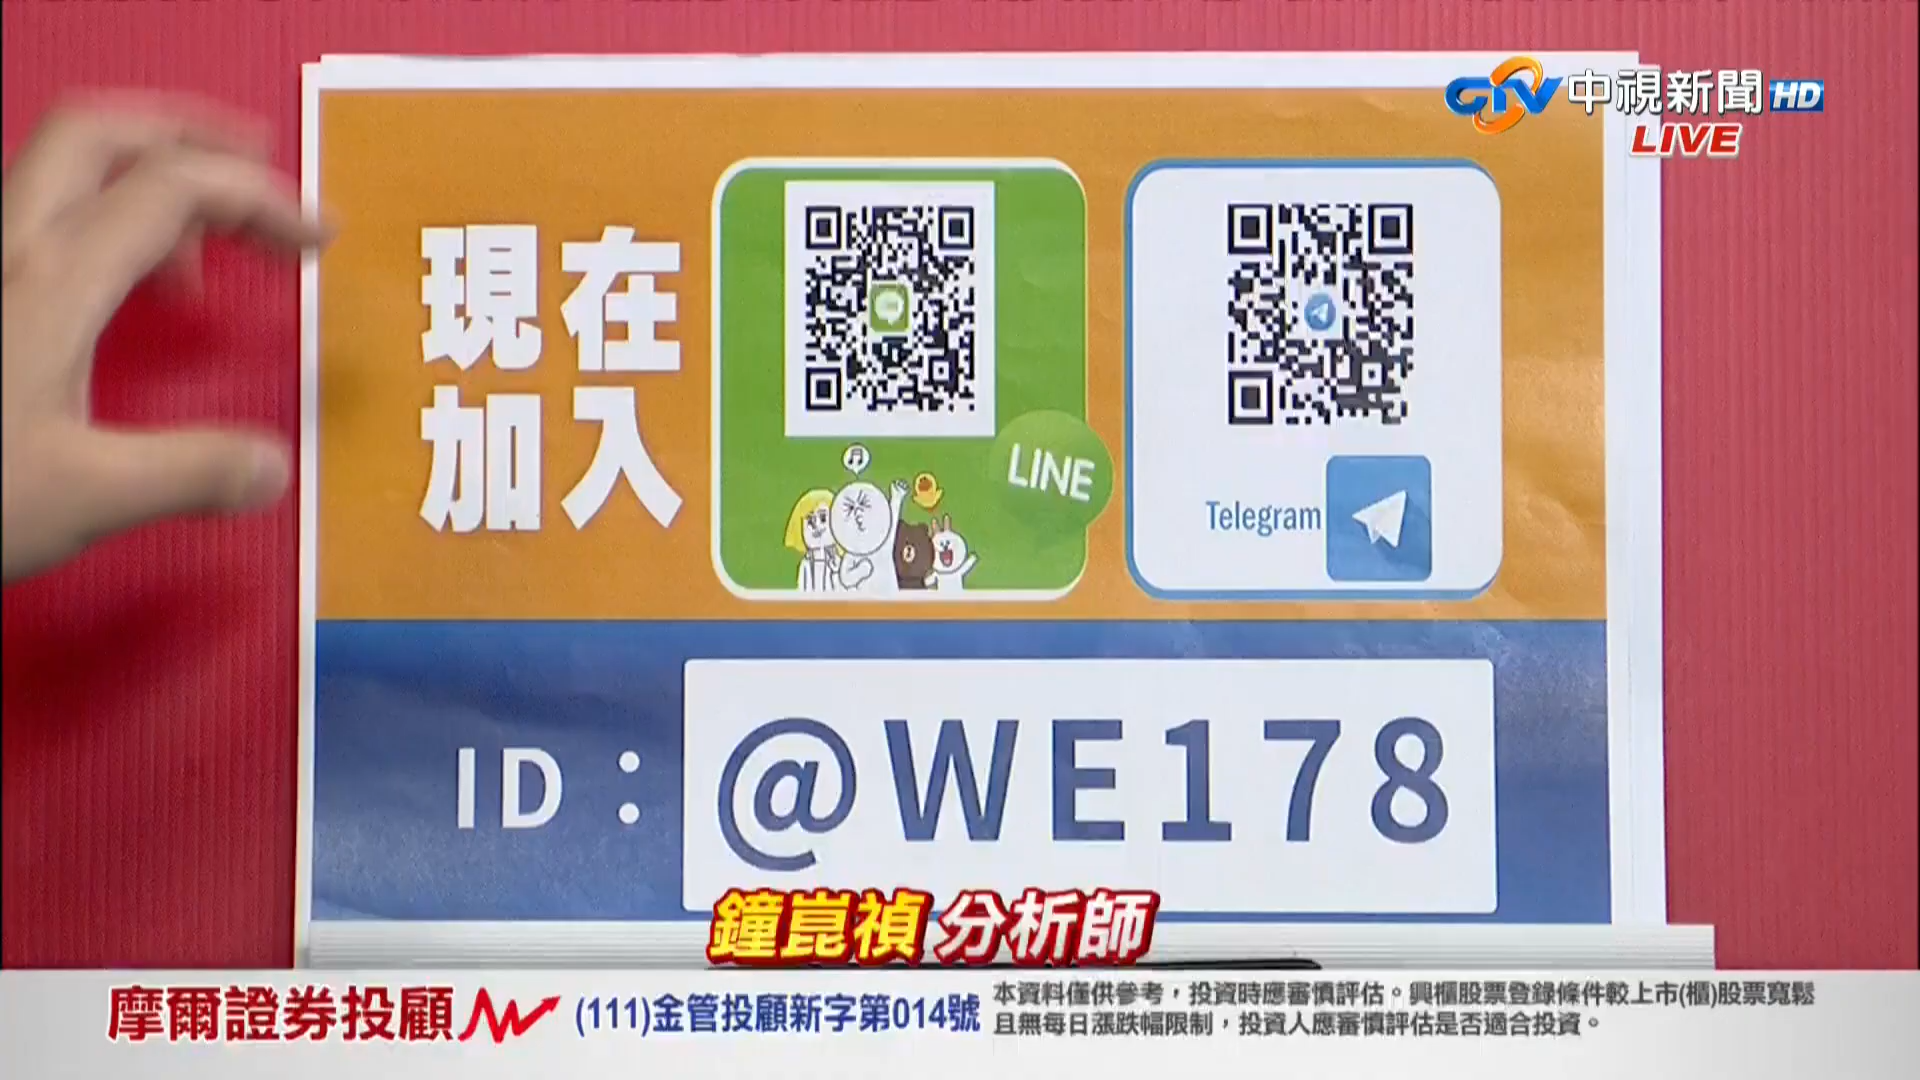 CTV 中視新聞 HD
LIVE
現在
加入
LINE
Telegram
ID：@WE178
鐘崑禎 分析師
摩爾證券投顧
(111)金管投顧新字第014號
本資料僅供參考，投資時應審慎評估。興櫃股票登錄條件較上市(櫃)股票寬鬆
且無每日漲跌幅限制，投資人應審慎評估是否適合投資。